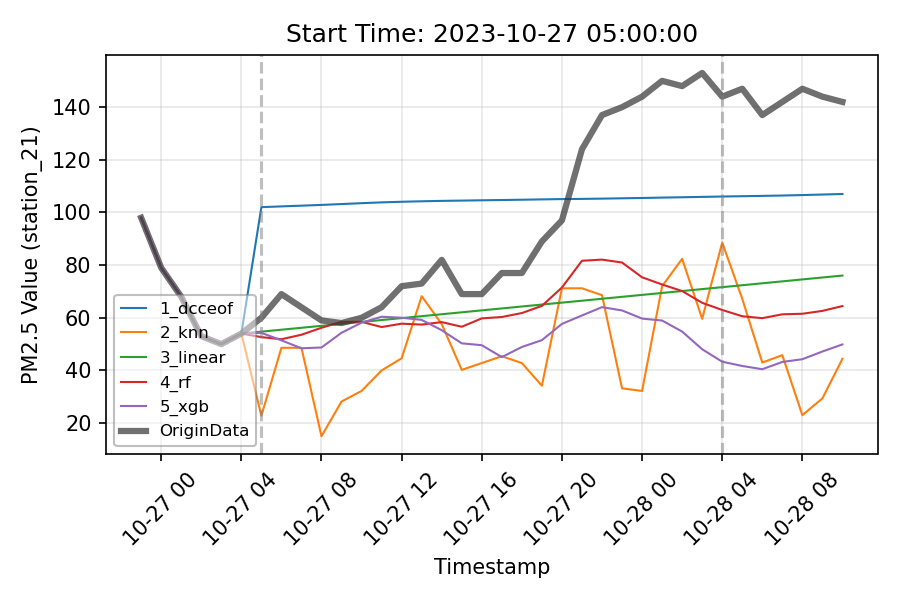 Start Time: 2023-10-27 05:00:00
PM2.5 Value (station_21)
140
120
100
80
60
40
20
1_dcceof
2_knn
3_linear
4_rf
5_xgb
OriginData
10-27 00
10-27 04
10-27 08
10-27 12
10-27 16
10-27 20
10-28 00
10-28 04
10-28 08
Timestamp